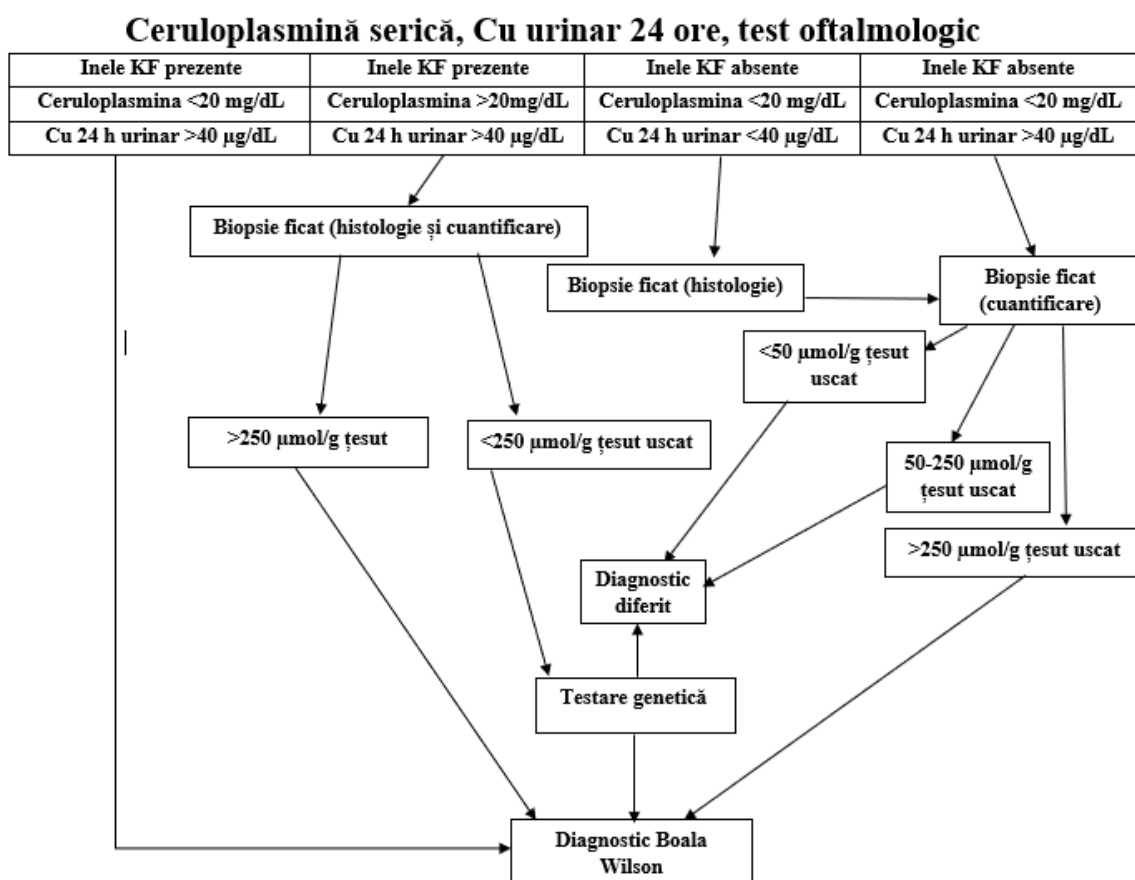 Ceruloplasmină serică, Cu urinar 24 ore, test oftalmologic
Inele KF prezente
Inele KF prezente
Inele KF absente
Inele KF absente
Ceruloplasmina <20 mg/dL
Ceruloplasmina >20mg/dL
Ceruloplasmina <20 mg/dL
Ceruloplasmina <20 mg/dL
Cu 24 h urinar >40 µg/dL
Cu 24 h urinar >40 µg/dL
Cu 24 h urinar <40 µg/dL
Cu 24 h urinar >40 µg/dL
Biopsie ficat (histologie și cuantificare)
Biopsie ficat (histologie)
Biopsie ficat
(cuantificare)
<50 µmol/g țesut
uscat
>250 µmol/g țesut
<250 µmol/g țesut uscat
50-250 µmol/g
țesut uscat
>250 µmol/g țesut uscat
Diagnostic
diferit
Testare genetică
Diagnostic Boala
Wilson